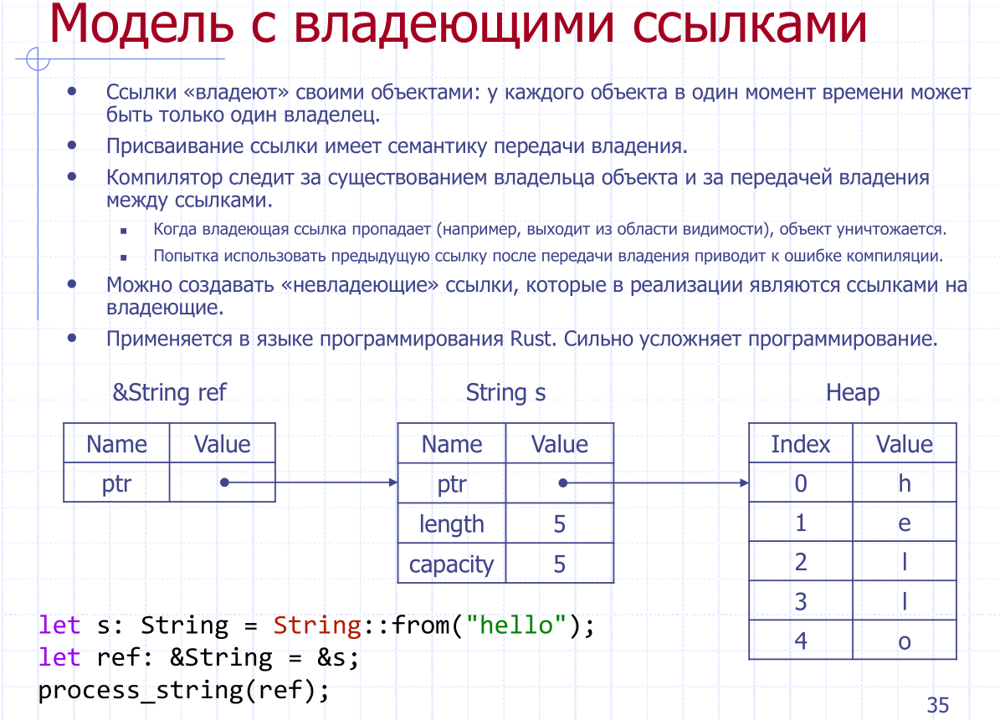 Модель с владеющими ссылками
• Ссылки «владеют» своими объектами: у каждого объекта в один момент времени может
быть только один владелец.
• Присваивание ссылки имеет семантику передачи владения.
• Компилятор следит за существованием владельца объекта и за передачей владения
между ссылками.
▪ Когда владеющая ссылка пропадает (например, выходит из области видимости), объект уничтожается.
▪ Попытка использовать предыдущую ссылку после передачи владения приводит к ошибке компиляции.
• Можно создавать «невладеющие» ссылки, которые в реализации являются ссылками на
владеющие.
• Применяется в языке программирования Rust. Сильно усложняет программирование.
&String ref
Name Value
ptr
String s
Name Value
ptr
length 5
capacity 5
Heap
Index Value
0 h
1 e
2 l
3 l
4 o
let s: String = String::from("hello");
let ref: &String = &s;
process_string(ref);
35